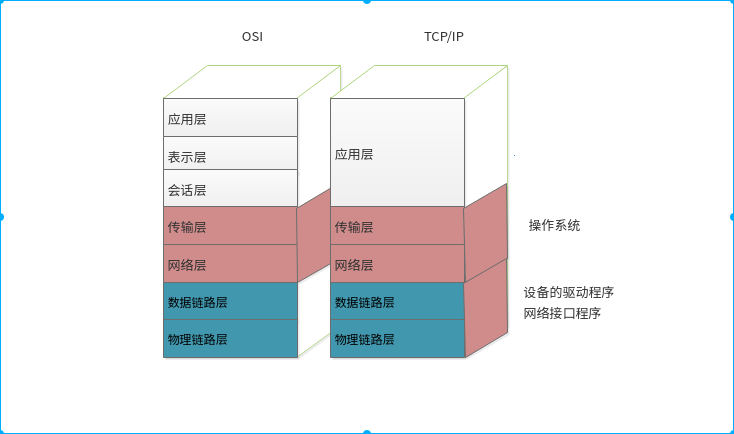 OSI
TCP/IP
应用层
表示层
会话层
传输层
网络层
数据链路层
物理链路层
应用层
传输层
网络层
数据链路层
物理链路层
操作系统
设备的驱动程序
网络接口程序